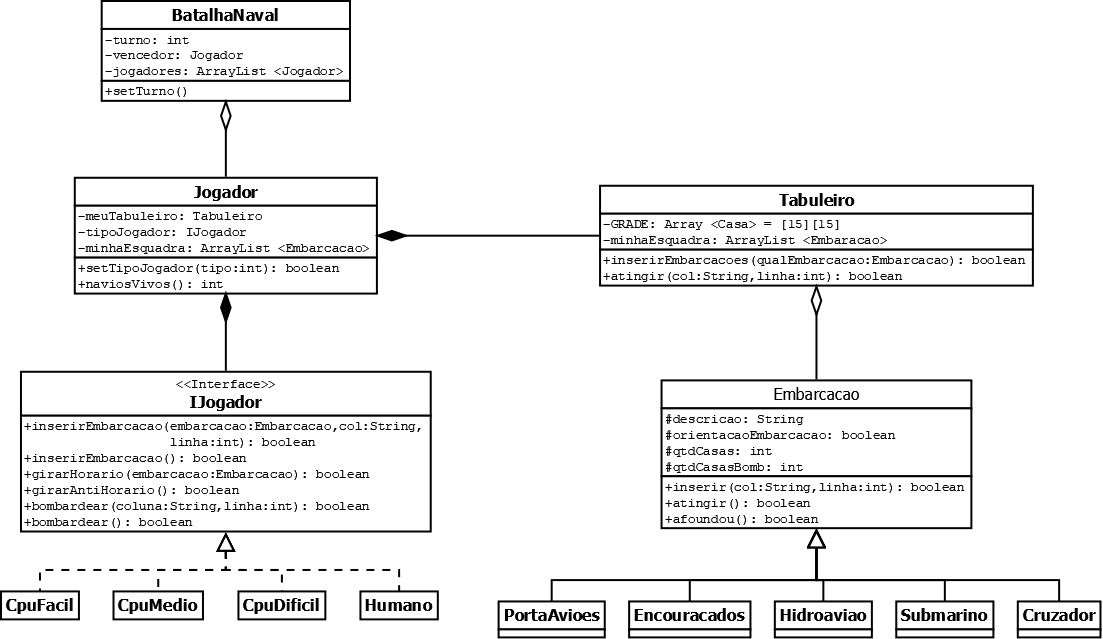 BatalhaNaval
-turno: int
-vencedor: Jogador
-jogadores: ArrayList <Jogador>
+setTurno()
Jogador
-meuTabuleiro: Tabuleiro
-tipoJogador: IJogador
-minhaEsquadra: ArrayList <Embarcacao>
+setTipoJogador(tipo:int): boolean
+naviosVivos(): int
Tabuleiro
-GRADE: Array <Casa> = [15][15]
-minhaEsquadra: ArrayList <Embaracao>
+inserirEmbarcacoes(qualEmbarcacao:Embarcacao): boolean
+atingir(col:String,linha:int): boolean
<<Interface>>
IJogador
+inserirEmbarcacao(embarcacao:Embarcacao,col:String,
linha:int): boolean
+inserirEmbarcacao(): boolean
+girarHorario(embarcacao:Embarcacao): boolean
+girarAntiHorario(): boolean
+bombardear(coluna:String,linha:int): boolean
+bombardear(): boolean
Embarcacao
#descricao: String
#orientacaoEmbarcacao: boolean
#qtdCasas: int
#qtdCasasBomb: int
+inserir(col:String,linha:int): boolean
+atingir(): boolean
+afoundou(): boolean
CpuFacil
CpuMedio
CpuDificil
Humano
PortaAvioes
Encouracados
Hidroaviao
Submarino
Cruzador